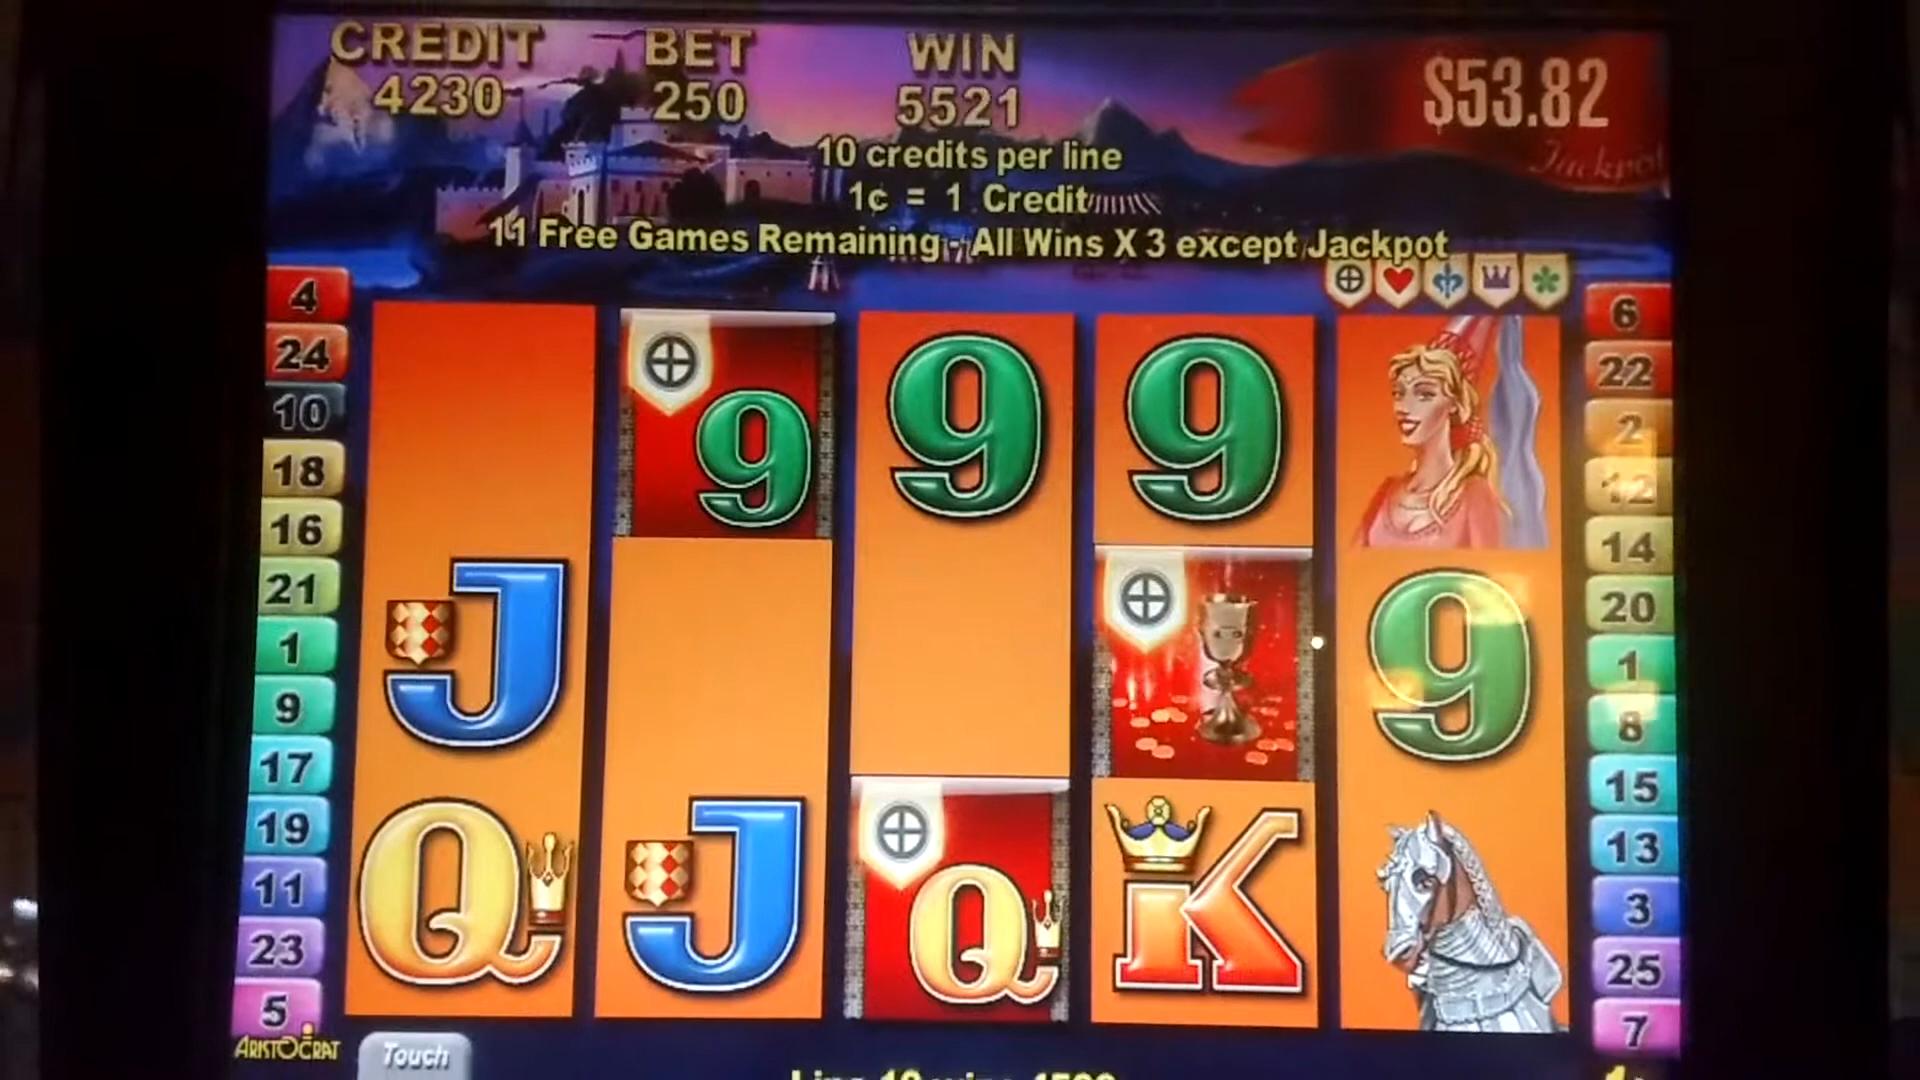 CREDIT BET WIN
4230 250 5521
$53.82
Jackpot
10 credits per line
1c = 1 Credit
11 Free Games Remaining - All Wins X 3 except Jackpot
4 6
24 22
10 2
18 12
16 14
21 20
1 1
9 8
17 15
19 13
11 3
23 25
5 7
9 9 9
J 9
Q J Q K
ARISTOCRAT
Touch